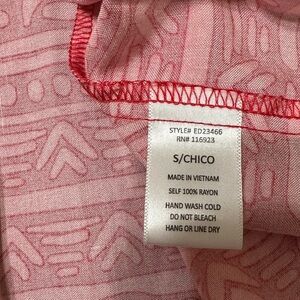 STYLE# ED23466
RN# 116923
S/CHICO
MADE IN VIETNAM
SELF 100% RAYON
HAND WASH COLD
DO NOT BLEACH
HANG OR LINE DRY